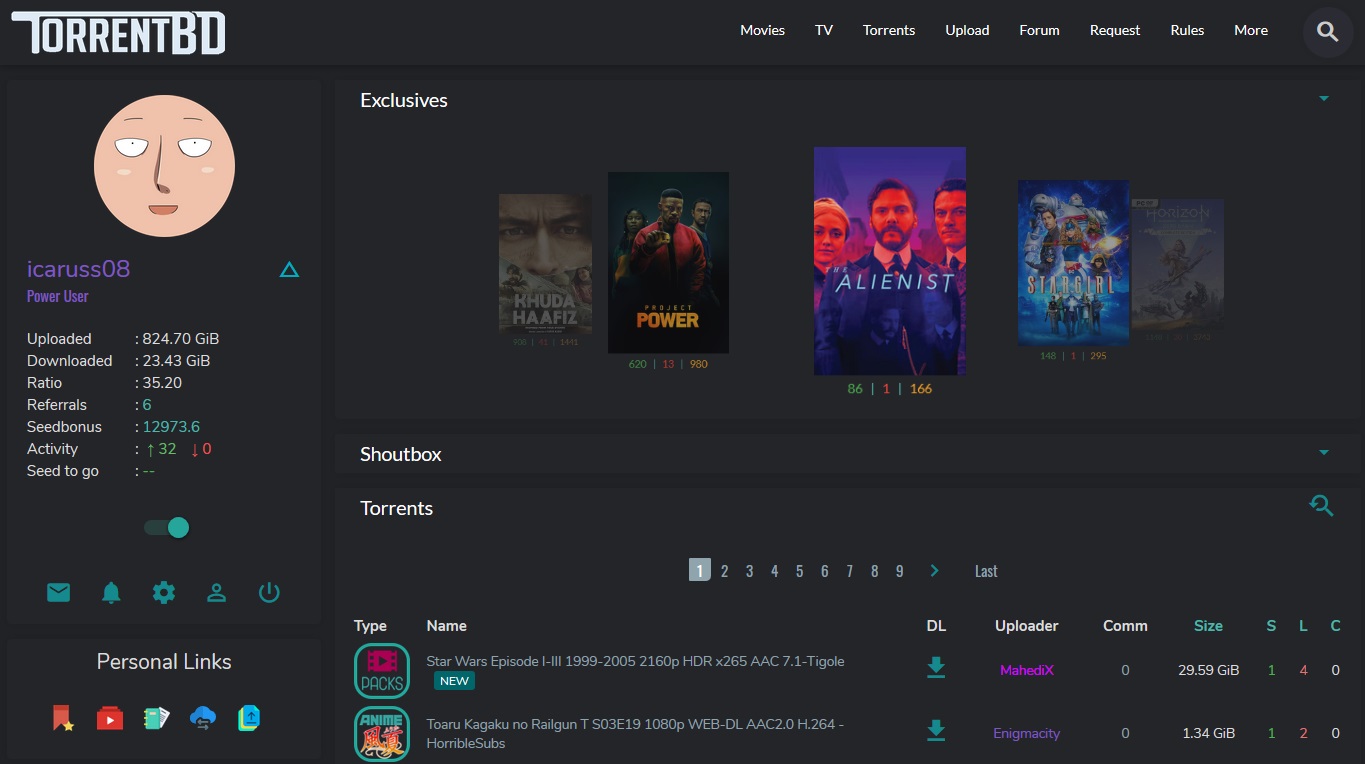 TORRENTBD
Movies TV Torrents Upload Forum Request Rules More
icaruss08
Power User
Uploaded : 824.70 GiB
Downloaded : 23.43 GiB
Ratio : 35.20
Referrals : 6
Seedbonus : 12973.6
Activity : ↑ 32 ↓ 0
Seed to go : --
Personal Links
Exclusives
KHUDA
HAAFIZ
41 | 1441
PROJECT
POWER
620 | 13 | 980
THE
ALIENIST
86 | 1 | 166
STARGIRL
148 | 1 | 295
HORIZON
Shoutbox
Torrents
1 2 3 4 5 6 7 8 9 Last
Type Name DL Uploader Comm Size S L C
PACKS
Star Wars Episode I-III 1999-2005 2160p HDR x265 AAC 7.1-Tigole
NEW
MahediX 0 29.59 GiB 1 4 0
ANIME
Toaru Kagaku no Railgun T S03E19 1080p WEB-DL AAC2.0 H.264 -
HorribleSubs
Enigmacity 0 1.34 GiB 1 2 0